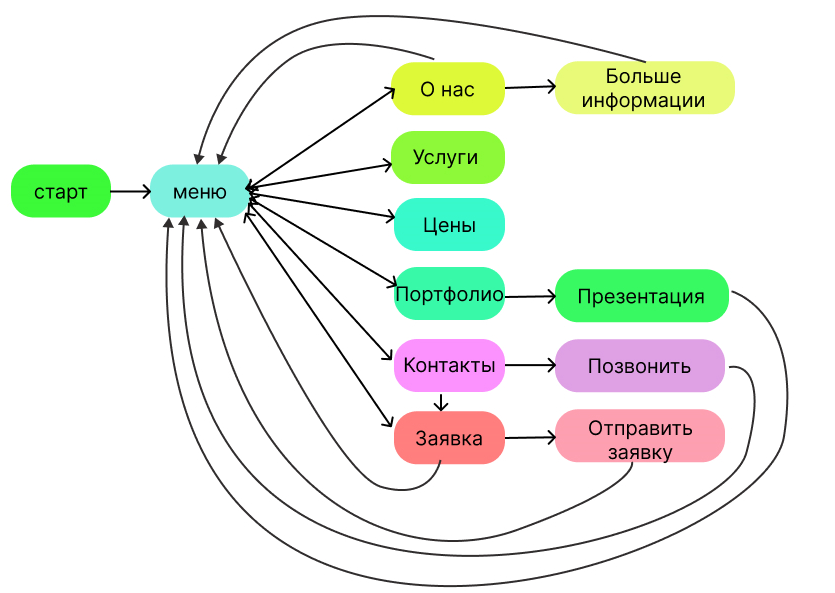 старт
меню
О нас
Больше
информации
Услуги
Цены
Портфолио
Презентация
Контакты
Позвонить
Заявка
Отправить
заявку